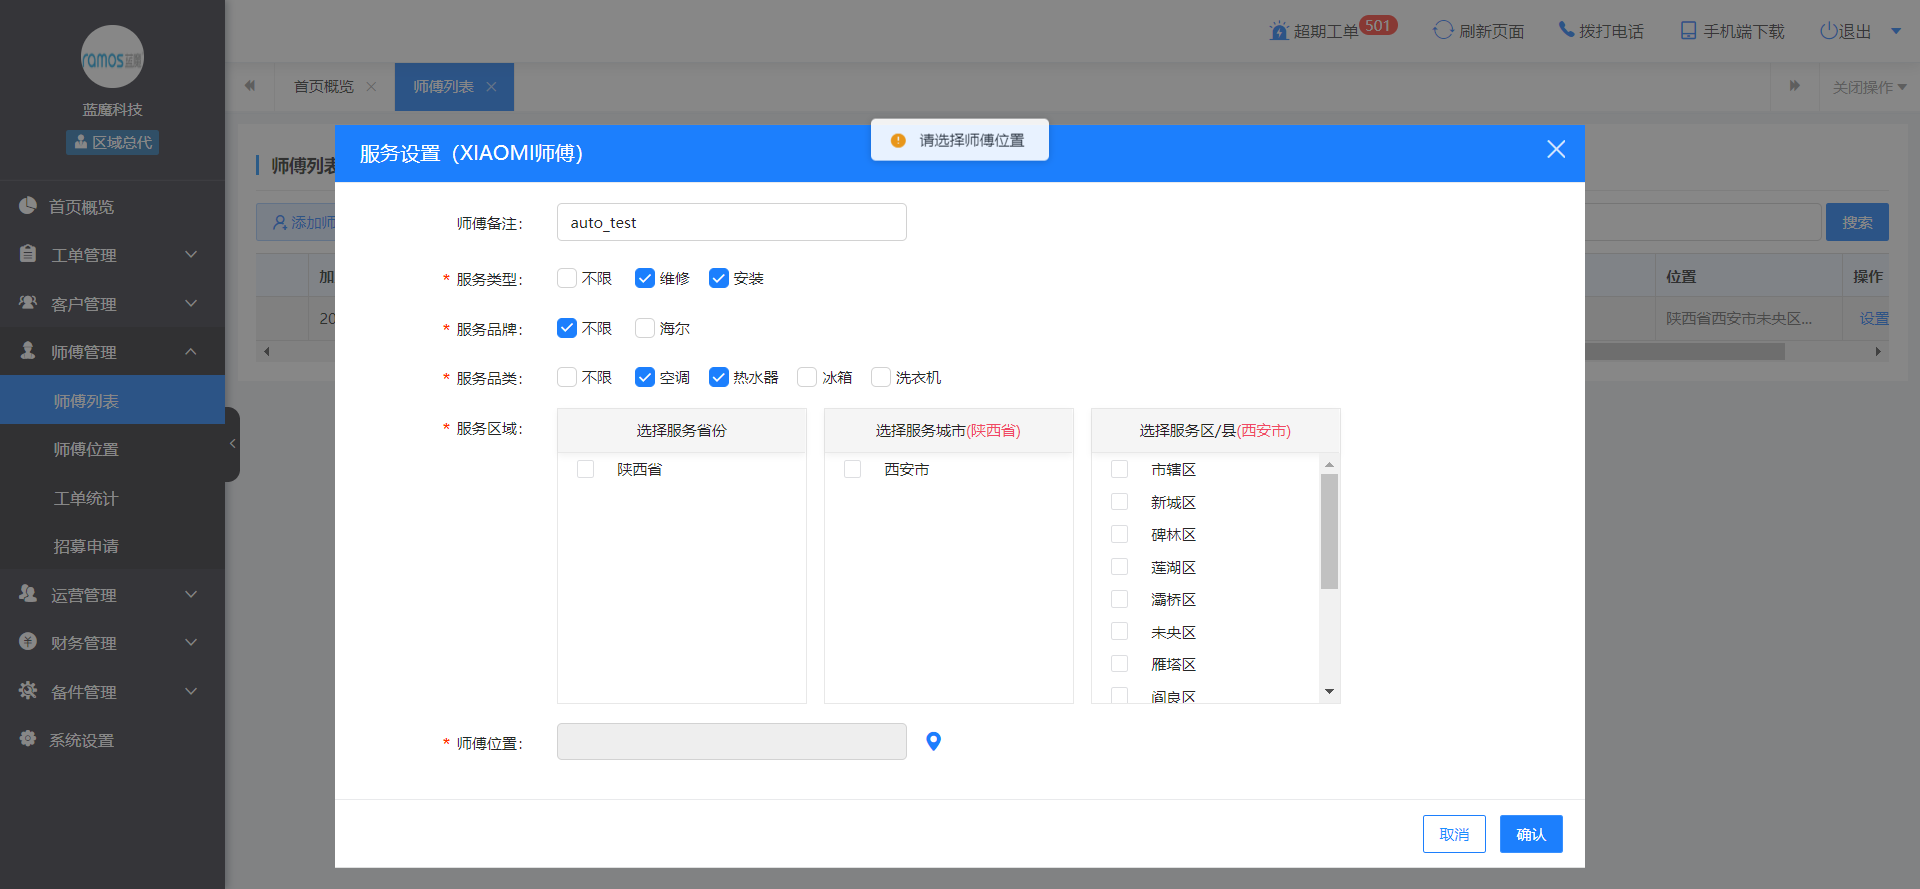 超期工单 501
刷新页面
拨打电话
手机端下载
退出
ramos蓝魔
蓝魔科技
区域总代
首页概览
工单管理
客户管理
师傅管理
师傅列表
师傅位置
工单统计
招募申请
运营管理
财务管理
备件管理
系统设置
首页概览
师傅列表
关闭操作
师傅列表
添加师
搜索
加
位置
操作
20
陕西省西安市未央区...
设置
请选择师傅位置
服务设置（XIAOMI师傅）
师傅备注： auto_test
* 服务类型： 不限 维修 安装
* 服务品牌： 不限 海尔
* 服务品类： 不限 空调 热水器 冰箱 洗衣机
* 服务区域：
选择服务省份
陕西省
选择服务城市(陕西省)
西安市
选择服务区/县(西安市)
市辖区
新城区
碑林区
莲湖区
灞桥区
未央区
雁塔区
阎良区
* 师傅位置：
取消
确认